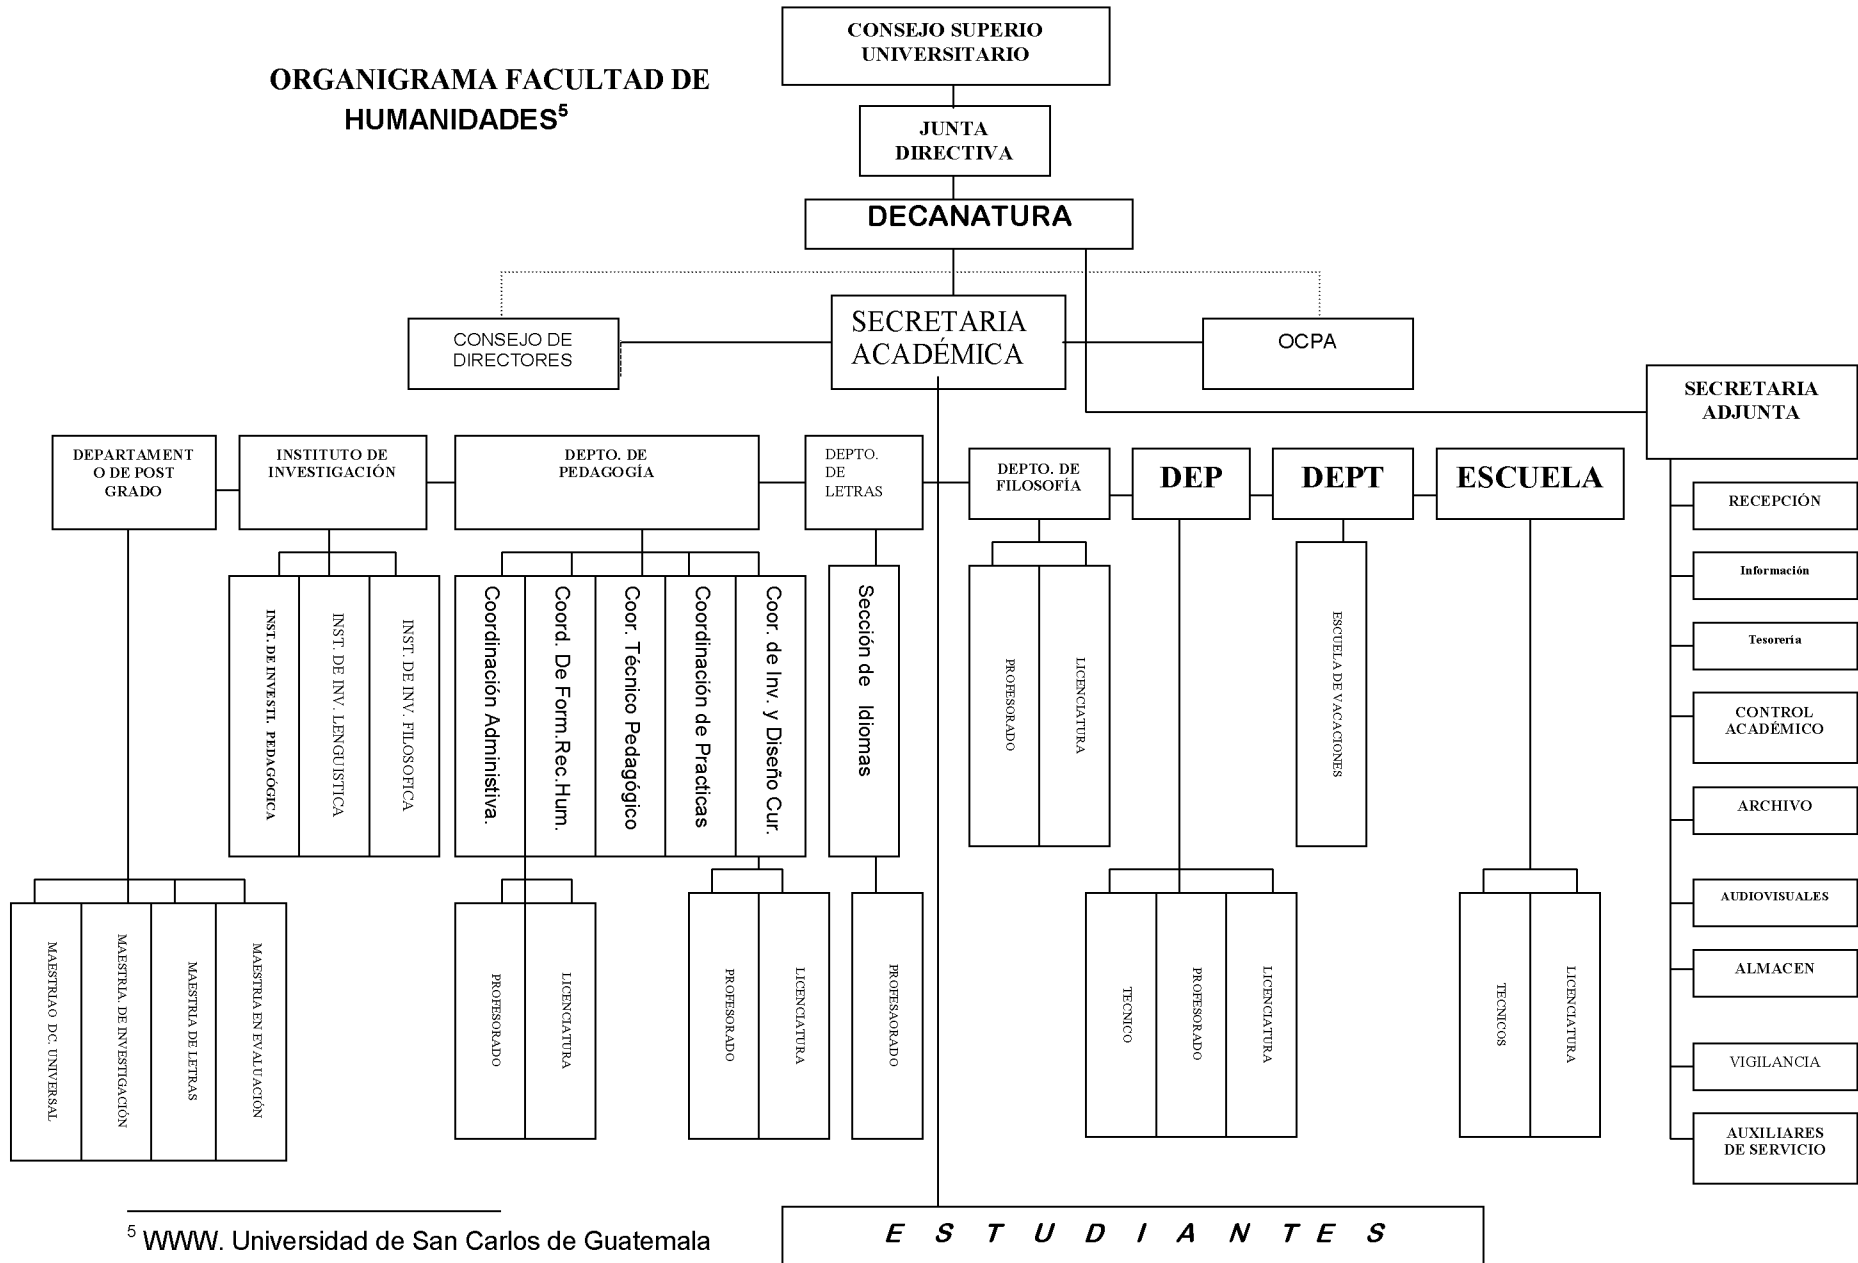 CONSEJO SUPERIO
UNIVERSITARIO
ORGANIGRAMA FACULTAD DE
HUMANIDADES⁵
JUNTA
DIRECTIVA
DECANATURA
SECRETARIA
ACADÉMICA
CONSEJO DE
DIRECTORES
OCPA
SECRETARIA
ADJUNTA
DEPARTAMENT
O DE POST
GRADO
INSTITUTO DE
INVESTIGACIÓN
DEPTO. DE
PEDAGOGÍA
DEPTO.
DE
LETRAS
DEPTO. DE
FILOSOFÍA
DEP
DEPT
ESCUELA
RECEPCIÓN
Información
Tesorería
CONTROL
ACADÉMICO
ARCHIVO
AUDIOVISUALES
ALMACEN
VIGILANCIA
AUXILIARES
DE SERVICIO
INST. DE INVESTI. PEDAGÓGICA
INST. DE INV. LENGUISTICA
INST. DE INV. FILOSOFICA
Coordinación Administiva.
Coord. De Form.Rec.Hum.
Coor. Técnico Pedagógico
Coordinación de Practicas
Coor. de Inv. y Diseño Cur.
Sección de Idiomas
PROFESORADO
LICENCIATURA
ESCUELA DE VACACIONES
MAESTRIAO DC. UNIVERSAL
MAESTRIA. DE INVESTIGACIÓN
MAESTRIA DE LETRAS
MAESTRIA EN EVALUACIÓN
PROFESORADO
LICENCIATURA
PROFESORADO
LICENCIATURA
PROFESAORADO
TECNICO
PROFESORADO
LICENCIATURA
TECNICOS
LICENCIATURA
⁵ WWW. Universidad de San Carlos de Guatemala
E S T U D I A N T E S